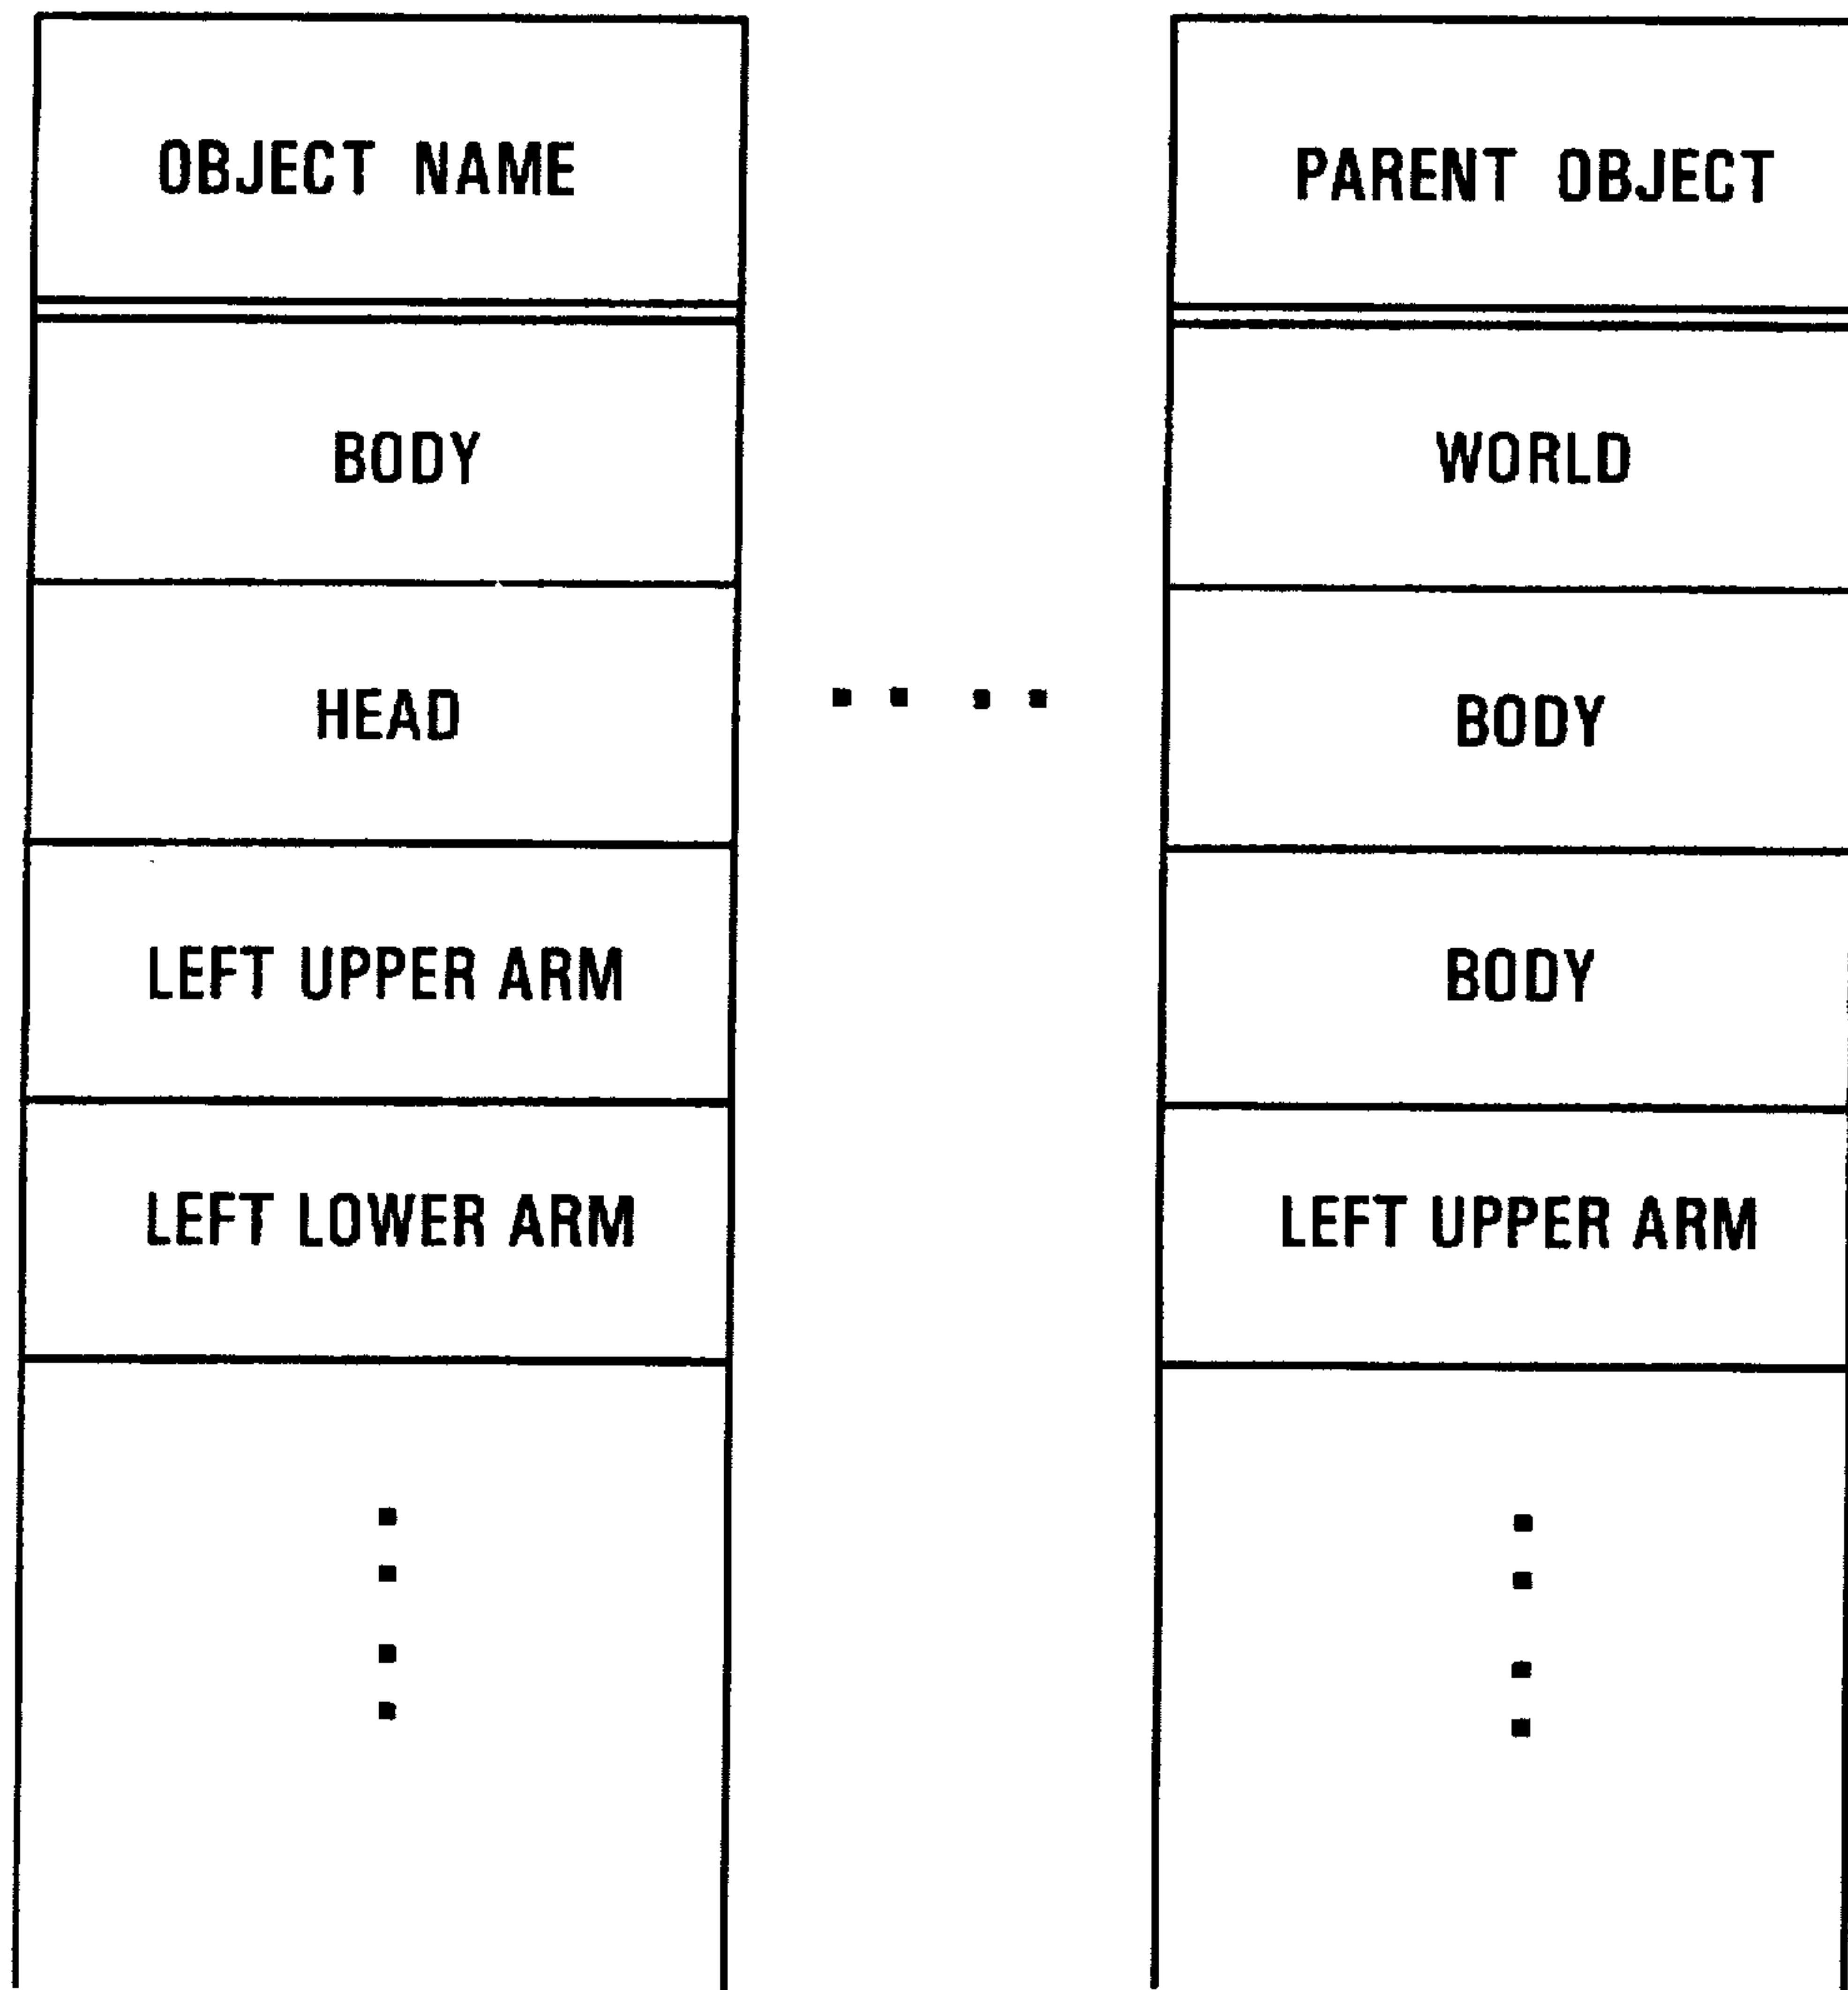 OBJECT NAME PARENT OBJECT
BODY WORLD
HEAD BODY
LEFT UPPER ARM BODY
LEFT LOWER ARM LEFT UPPER ARM